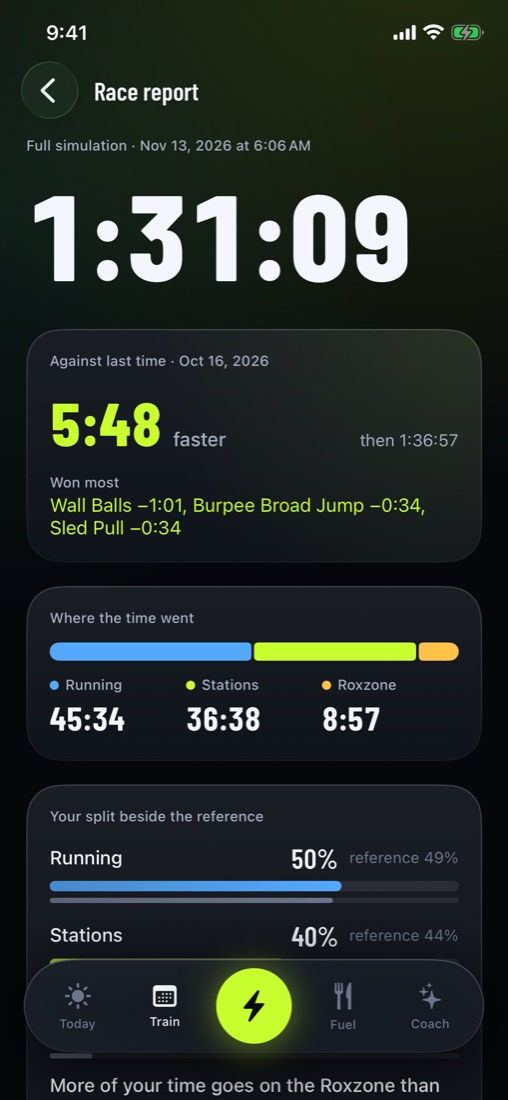 9:41
Race report
Full simulation · Nov 13, 2026 at 6:06 AM
1:31:09
Against last time · Oct 16, 2026
5:48 faster then 1:36:57
Won most
Wall Balls −1:01, Burpee Broad Jump −0:34,
Sled Pull −0:34
Where the time went
Running Stations Roxzone
45:34 36:38 8:57
Your split beside the reference
Running 50% reference 49%
Stations 40% reference 44%
Today Train Fuel Coach
More of your time goes on the Roxzone than